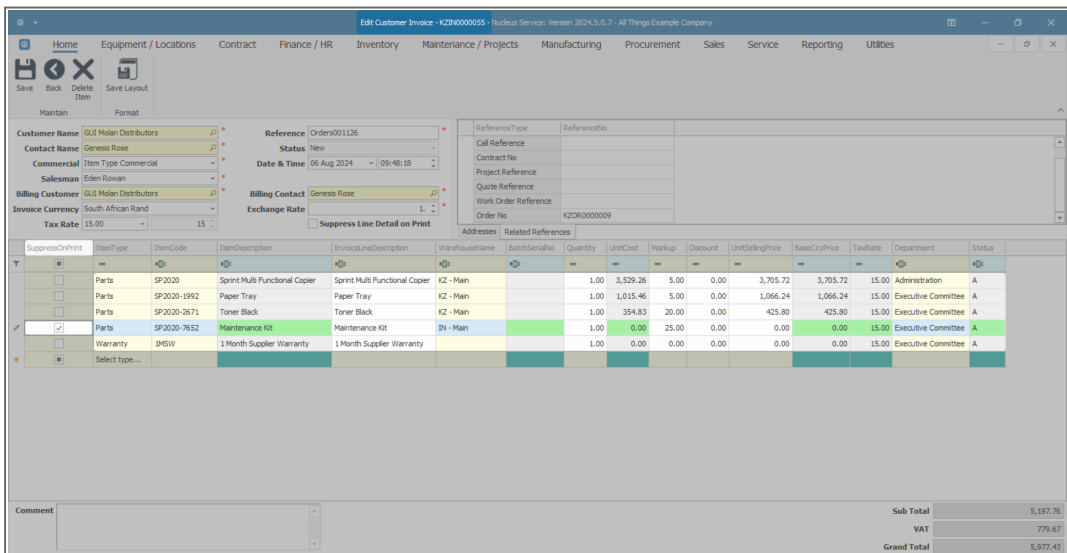 Edit Customer Invoice - KZIN0000055 - Nucleus Service: Version 2024.5.0.7 - All Things Example Company
Home Equipment / Locations Contract Finance / HR Inventory Maintenance / Projects Manufacturing Procurement Sales Service Reporting Utilities
Save Back Delete Item Save Layout
Maintain Format
Customer Name GUI Molan Distributors * Reference Orders001126 *
Contact Name Genesis Rose * Status New
Commercial Item Type Commercial * Date & Time 06 Aug 2024 09:48:18
Salesman Eden Rowan *
Billing Customer GUI Molan Distributors * Billing Contact Genesis Rose *
Invoice Currency South African Rand Exchange Rate 1.
Tax Rate 15.00 15 Suppress Line Detail on Print
ReferenceType ReferenceNo
Call Reference
Contract No
Project Reference
Quote Reference
Work Order Reference
Order No KZOR0000009
Addresses Related References
SuppressOnPrint ItemType ItemCode ItemDescription InvoiceLineDescription WarehouseName BatchSerialNo Quantity UnitCost Markup Discount UnitSellingPrice BaseCcyPrice TaxRate Department Status
Parts SP2020 Sprint Multi Functional Copier Sprint Multi Functional Copier KZ - Main 1.00 3,529.26 5.00 0.00 3,705.72 3,705.72 15.00 Administration A
Parts SP2020-1992 Paper Tray Paper Tray KZ - Main 1.00 1,015.46 5.00 0.00 1,066.24 1,066.24 15.00 Executive Committee A
Parts SP2020-2671 Toner Black Toner Black KZ - Main 1.00 354.83 20.00 0.00 425.80 425.80 15.00 Executive Committee A
Parts SP2020-7652 Maintenance Kit Maintenance Kit IN - Main 1.00 0.00 25.00 0.00 0.00 0.00 15.00 Executive Committee A
Warranty 1MSW 1 Month Supplier Warranty 1 Month Supplier Warranty 1.00 0.00 0.00 0.00 0.00 0.00 15.00 Executive Committee A
Select type...
Comment
Sub Total 5,197.76
VAT 779.67
Grand Total 5,977.43